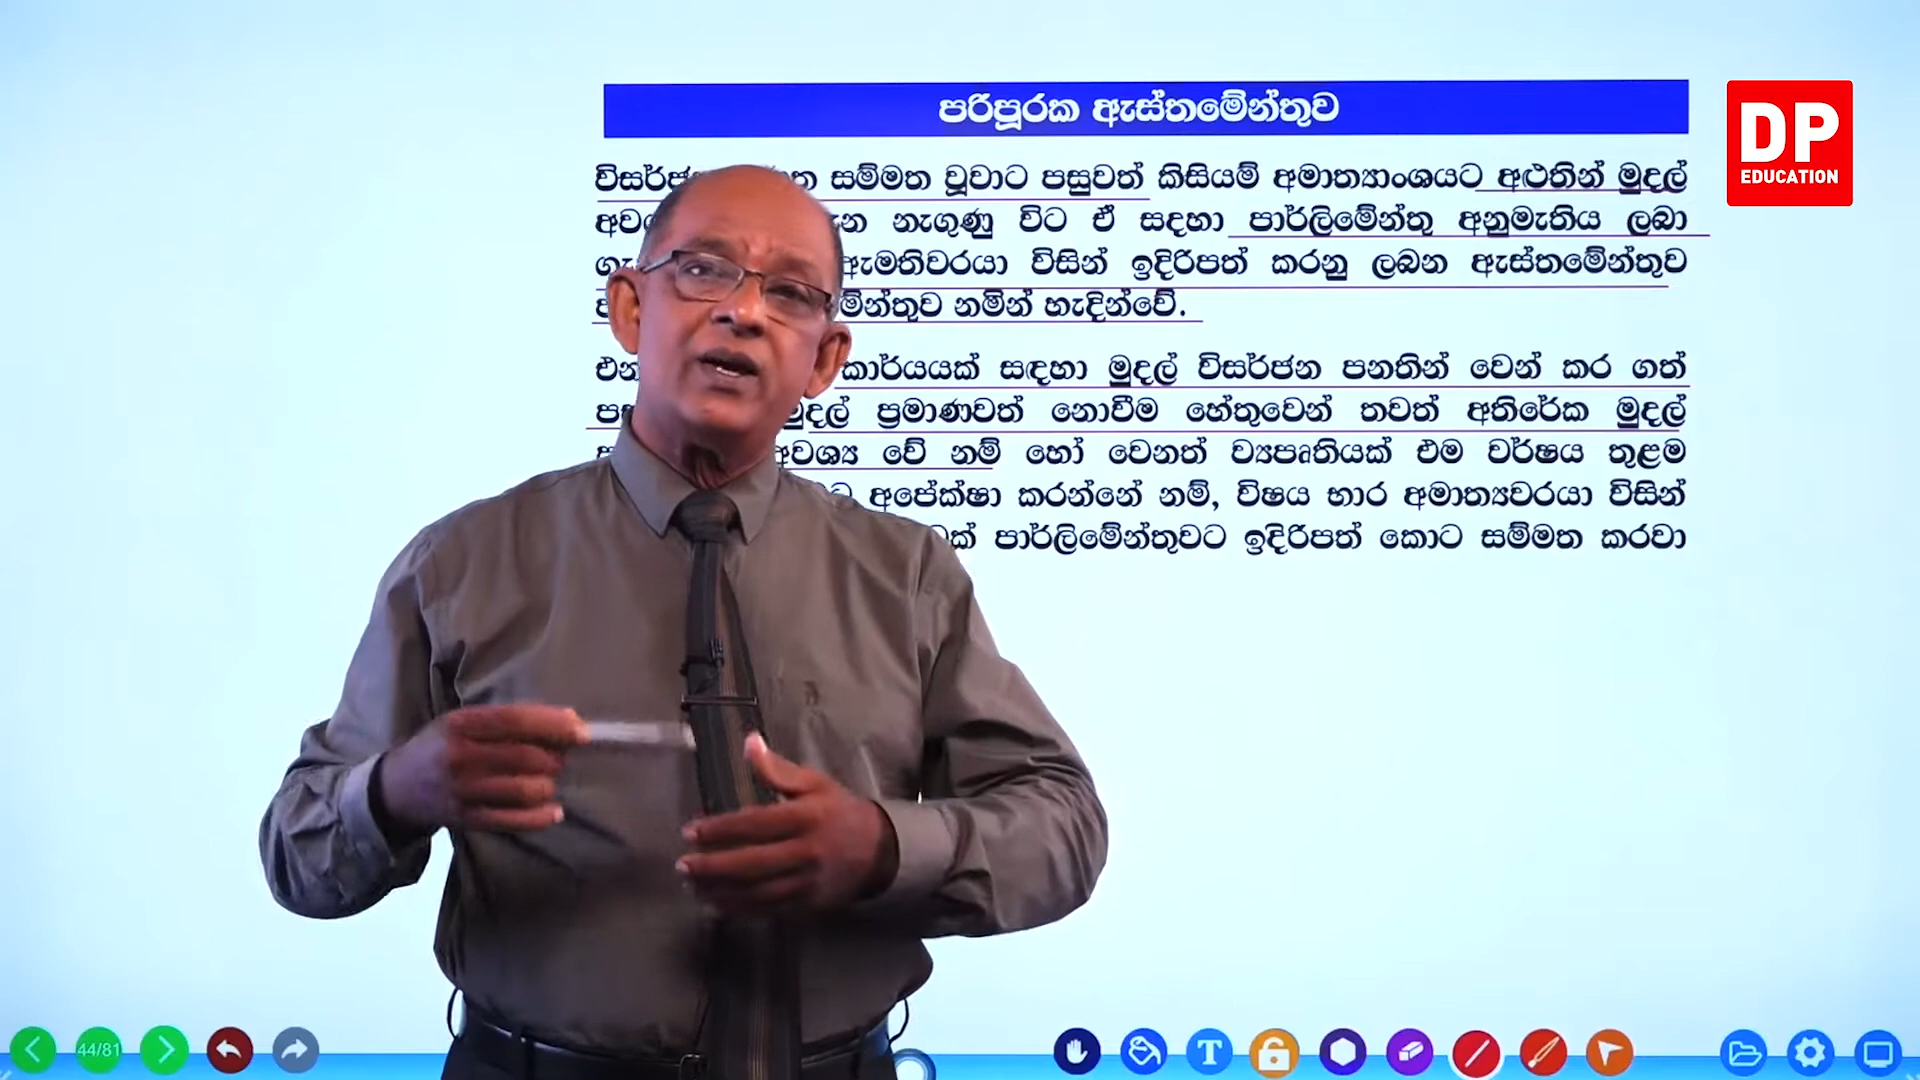 පරිපූරක ඇස්තමේන්තුව
DP
EDUCATION
සම්මත වූවාට පසුවත් කිසියම් අමාත්‍යාංශයට අළුතින් මුදල්
නැගුණු විට ඒ සදහා පාර්ලිමේන්තු අනුමැතිය ලබා
ඇමතිවරයා විසින් ඉදිරිපත් කරනු ලබන ඇස්තමේන්තුව
නමින් හැදින්වේ.
කාර්යයක් සඳහා මුදල් විසර්ජන පනතින් වෙන් කර ගත්
මුදල් ප්‍රමාණවත් නොවීම හේතුවෙන් තවත් අතිරේක මුදල්
අවශ්‍ය වේ නම් හෝ වෙනත් ව්‍යපෘතියක් එම වර්ෂය තුළම
අපේක්ෂා කරන්නේ නම්, විෂය භාර අමාත්‍යවරයා විසින්
පාර්ලිමේන්තුවට ඉදිරිපත් කොට සම්මත කරවා
44/81
T